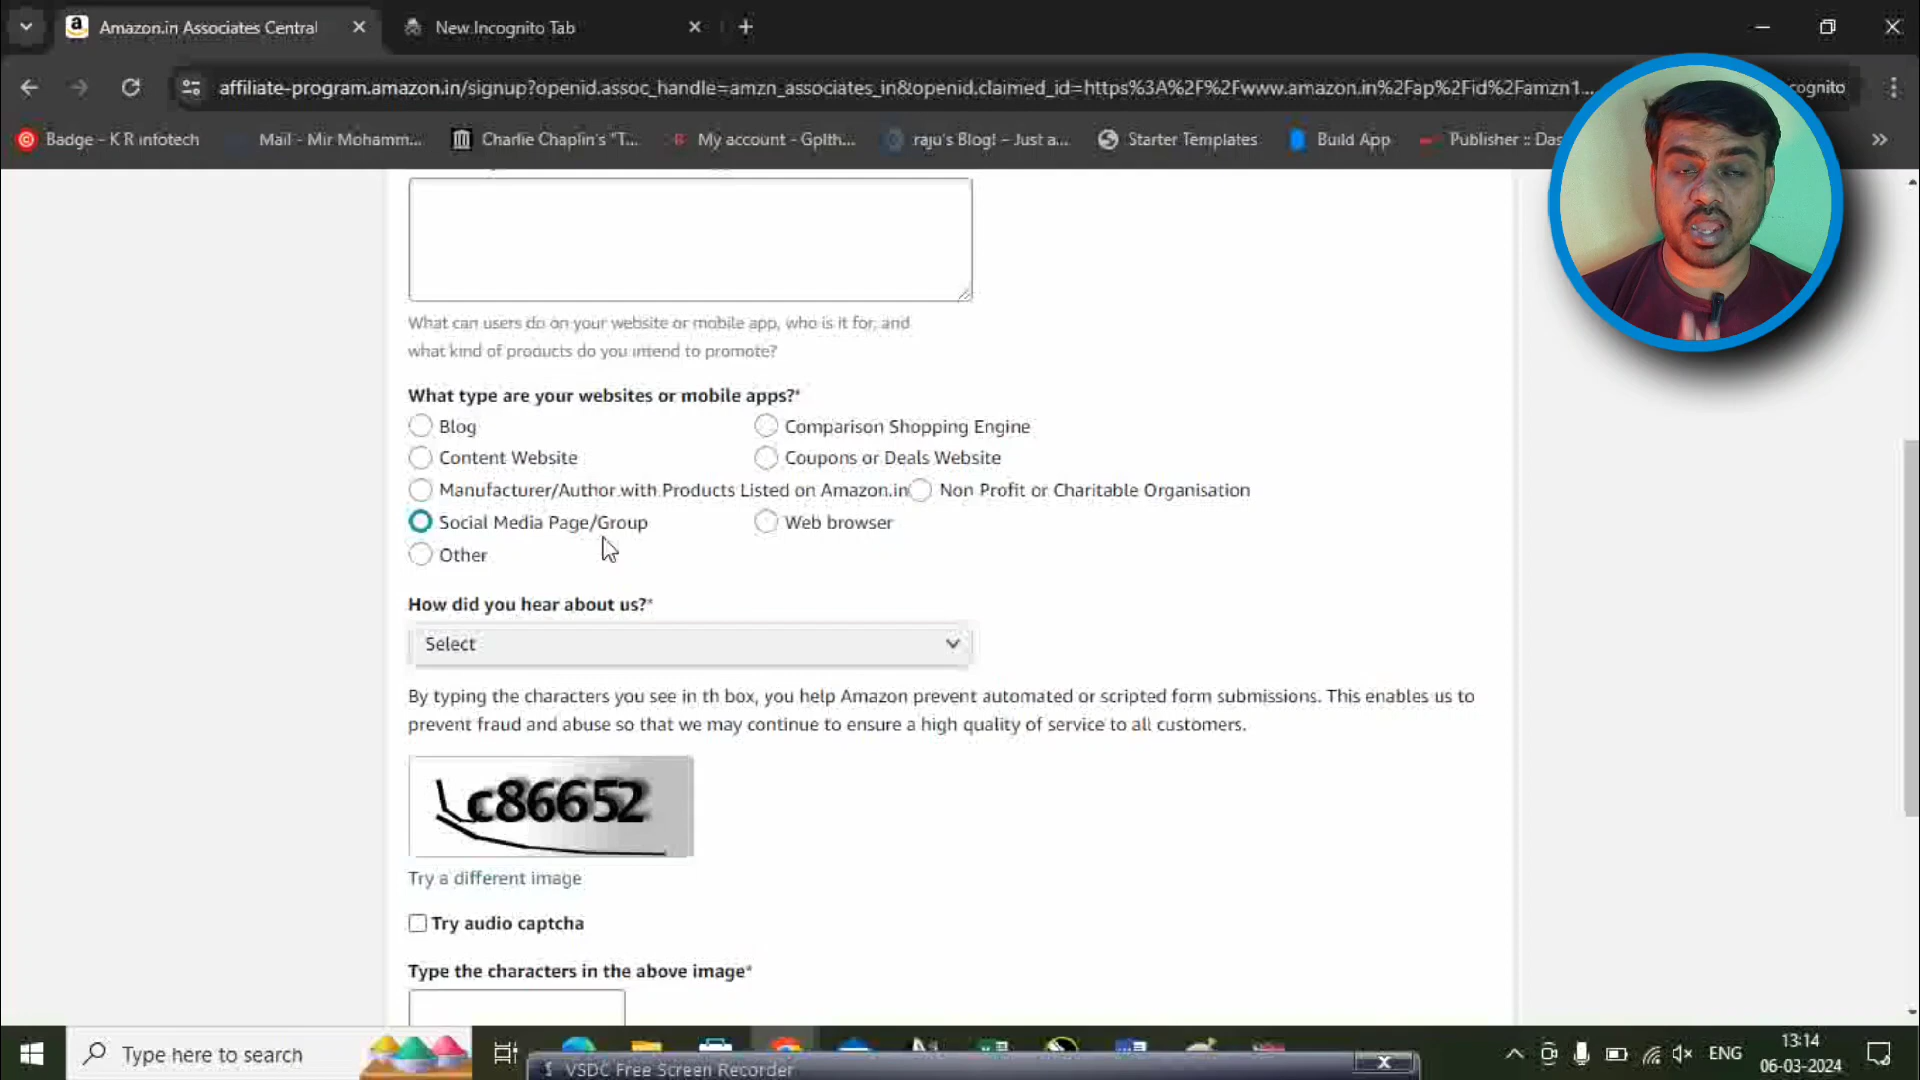 Amazon.in Associates Central
New Incognito Tab
affiliate-program.amazon.in/signup?openid.assoc_handle=amzn_associates_in&openid.claimed_id=https%3A%2F%2Fwww.amazon.in%2Fap%2Fid%2Famzn1...
cognito
Badge - K R infotech
Mail - Mir Mohamm...
Charlie Chaplin's "T...
My account - Gplth...
raju's Blog! – Just a...
Starter Templates
Build App
Publisher :: Das
What can users do on your website or mobile app, who is it for, and
what kind of products do you intend to promote?
What type are your websites or mobile apps?*
Blog
Comparison Shopping Engine
Content Website
Coupons or Deals Website
Manufacturer/Author with Products Listed on Amazon.in
Non Profit or Charitable Organisation
Social Media Page/Group
Web browser
Other
How did you hear about us?*
Select
By typing the characters you see in th box, you help Amazon prevent automated or scripted form submissions. This enables us to
prevent fraud and abuse so that we may continue to ensure a high quality of service to all customers.
c86652
Try a different image
Try audio captcha
Type the characters in the above image*
Type here to search
VSDC Free Screen Recorder
ENG
13:14
06-03-2024